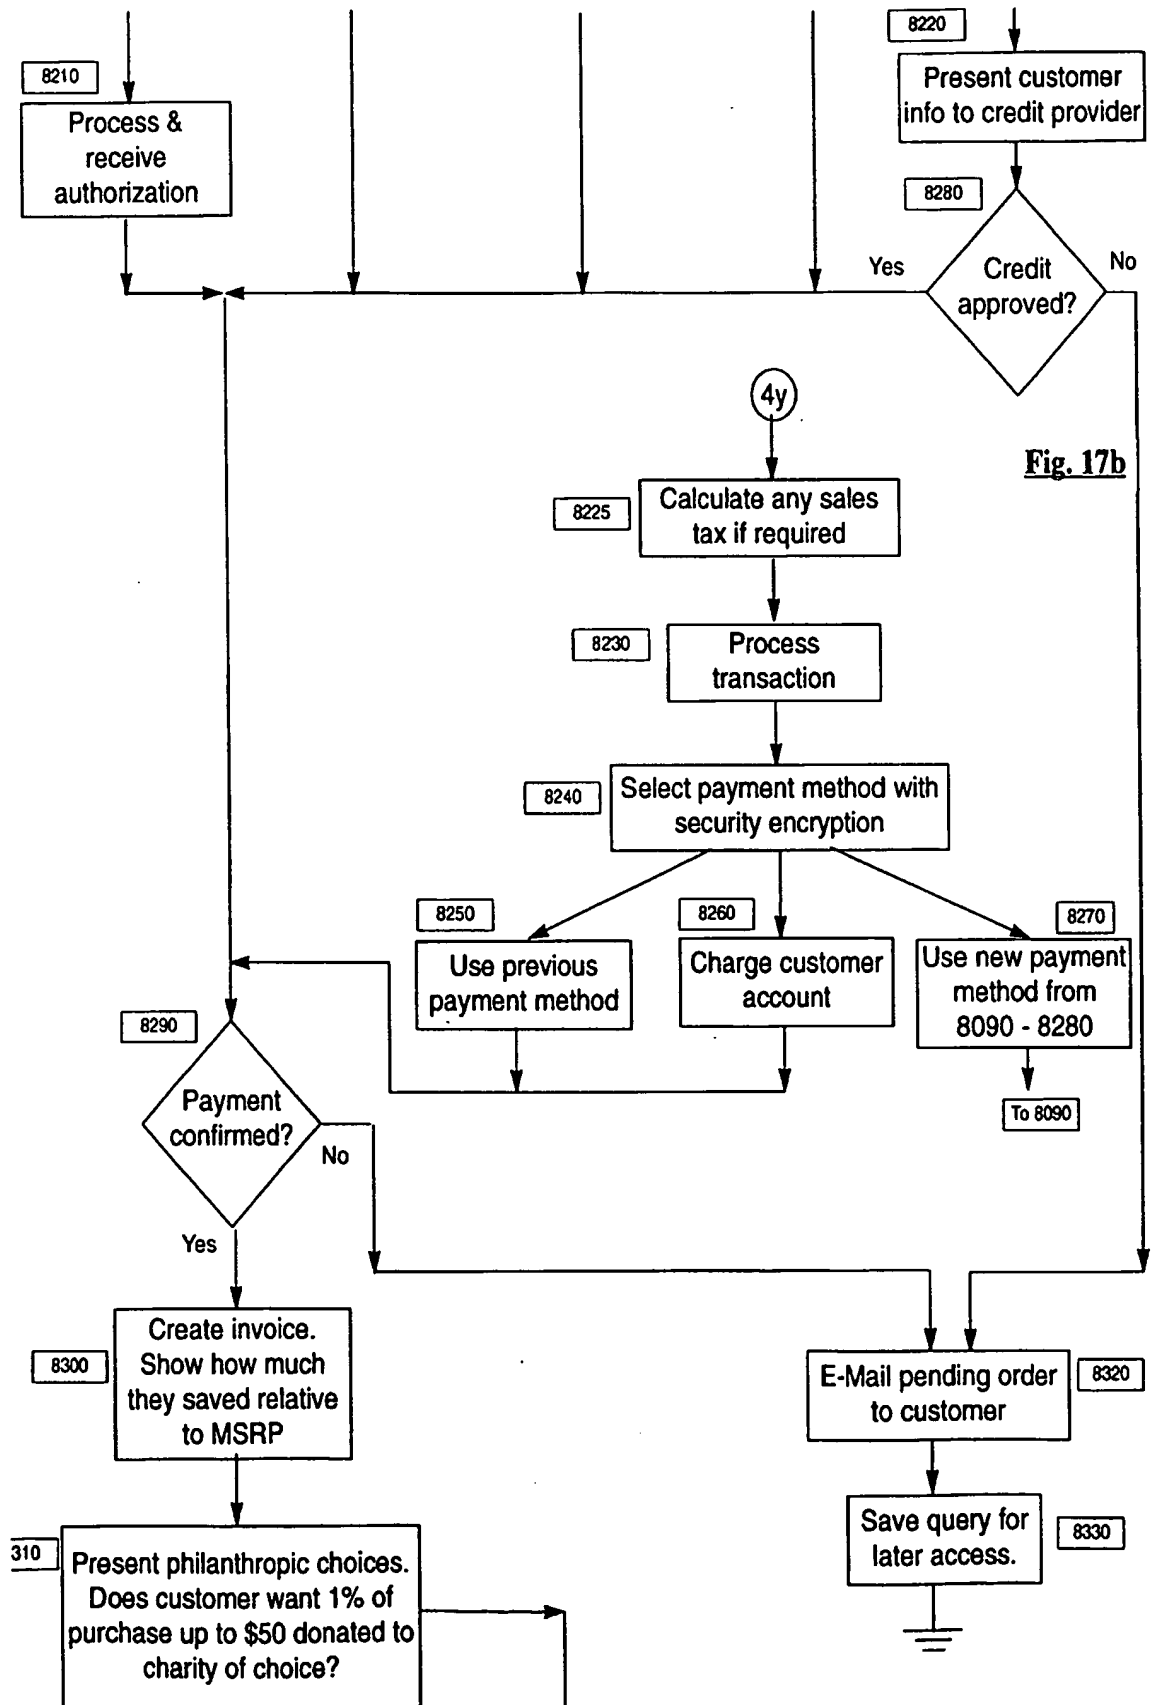 8220
Present customer
info to credit provider
8210
Process &
receive
authorization
8280
Yes
Credit
approved?
No
4y
Fig. 17b
8225
Calculate any sales
tax if required
8230
Process
transaction
8240
Select payment method with
security encryption
8250
Use previous
payment method
8260
Charge customer
account
8270
Use new payment
method from
8090 - 8280
To 8090
8290
Payment
confirmed?
No
Yes
8300
Create invoice.
Show how much
they saved relative
to MSRP
E-Mail pending order
to customer
8320
310
Present philanthropic choices.
Does customer want 1% of
purchase up to $50 donated to
charity of choice?
Save query for
later access.
8330